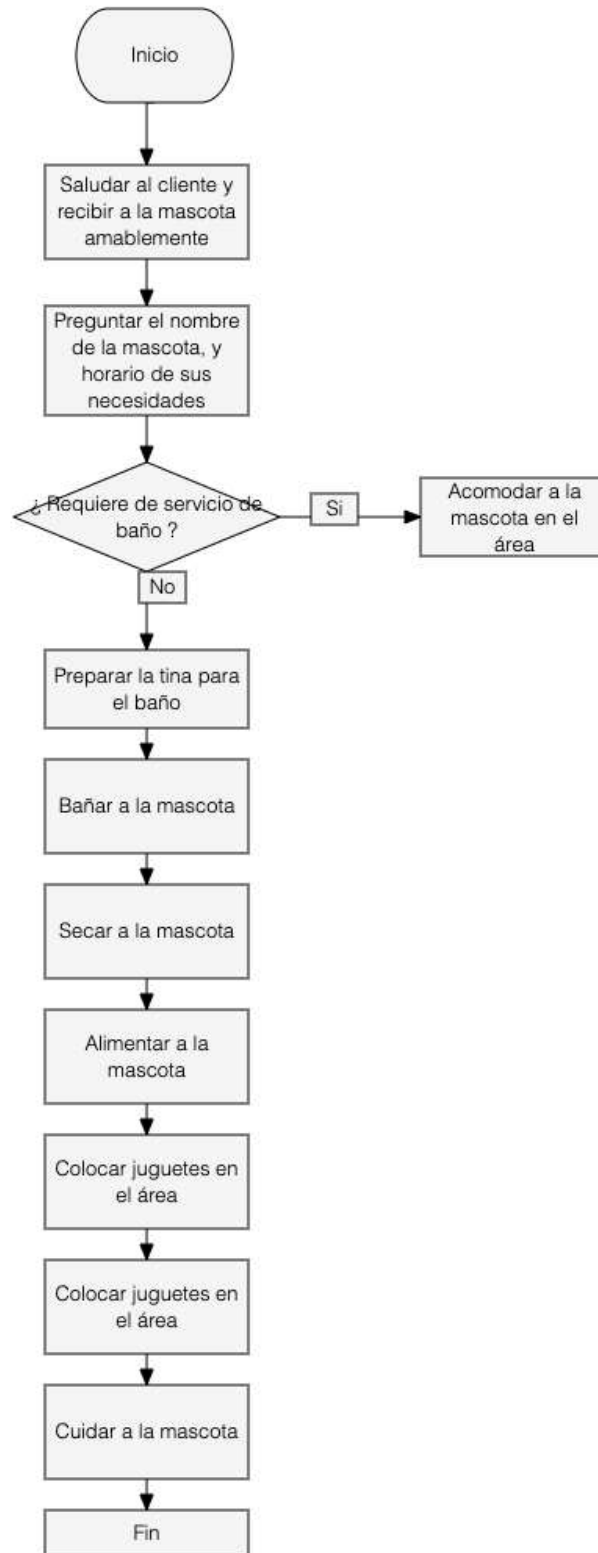 Inicio
Saludar al cliente y
recibir a la mascota
amablemente
Preguntar el nombre
de la mascota, y
horario de sus
necesidades
¿ Requiere de servicio de
baño ?
Si
Acomodar a la
mascota en el
área
No
Preparar la tina para
el baño
Bañar a la mascota
Secar a la mascota
Alimentar a la
mascota
Colocar juguetes en
el área
Colocar juguetes en
el área
Cuidar a la mascota
Fin